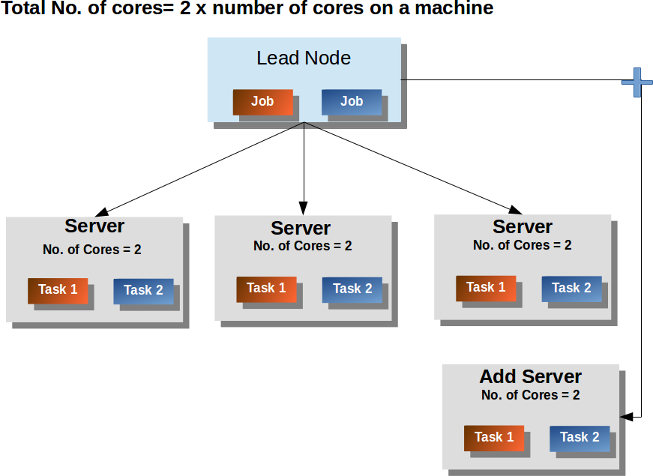 Total No. of cores= 2 x number of cores on a machine
Lead Node
Job Job
Server
No. of Cores = 2
Task 1 Task 2
Server
No. of Cores = 2
Task 1 Task 2
Server
No. of Cores = 2
Task 1 Task 2
Add Server
No. of Cores = 2
Task 1 Task 2